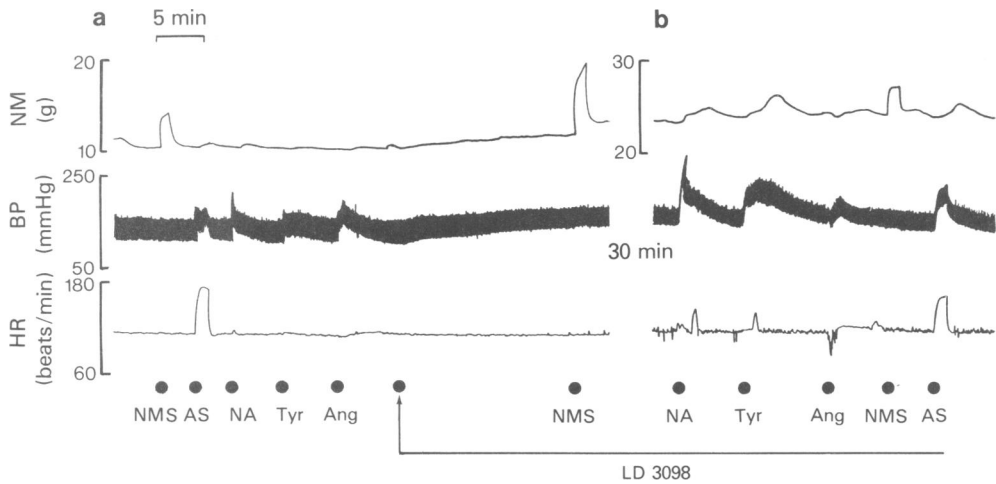 a
5 min
b
NM
(g)
20
10
30
20
BP
(mmHg)
250
50
30 min
HR
(beats/min)
180
60
NMS AS NA Tyr Ang NMS
NA Tyr Ang NMS AS
LD 3098